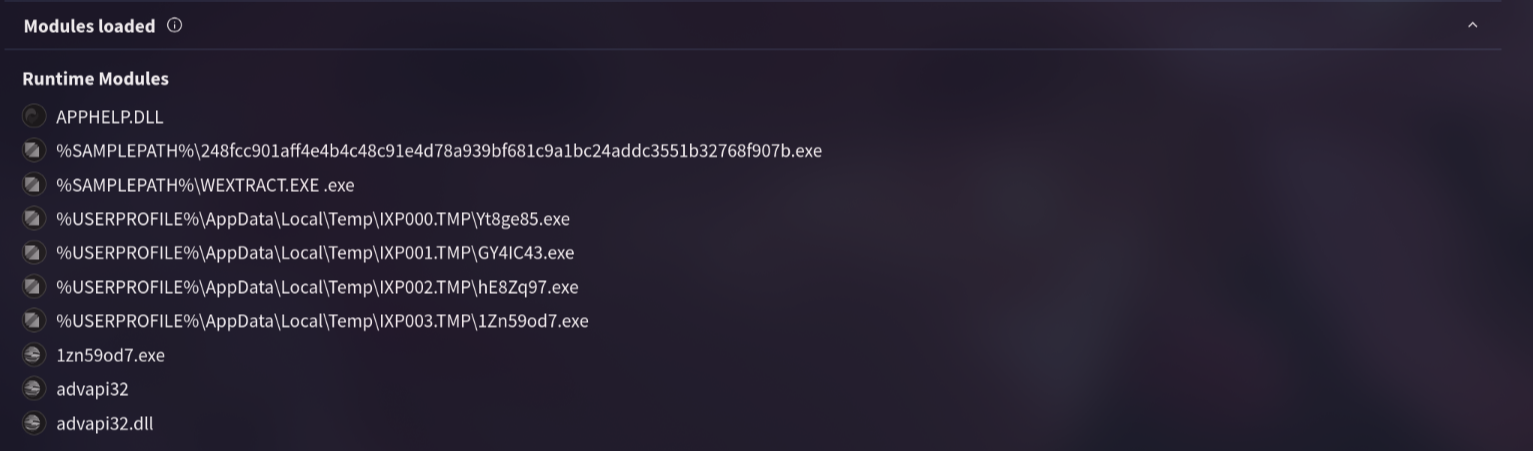 Modules loaded
Runtime Modules
APPHELP.DLL
%SAMPLEPATH%\248fcc901aff4e4b4c48c91e4d78a939bf681c9a1bc24addc3551b32768f907b.exe
%SAMPLEPATH%\WEXTRACT.EXE .exe
%USERPROFILE%\AppData\Local\Temp\IXP000.TMP\Yt8ge85.exe
%USERPROFILE%\AppData\Local\Temp\IXP001.TMP\GY4IC43.exe
%USERPROFILE%\AppData\Local\Temp\IXP002.TMP\hE8Zq97.exe
%USERPROFILE%\AppData\Local\Temp\IXP003.TMP\1Zn59od7.exe
1zn59od7.exe
advapi32
advapi32.dll